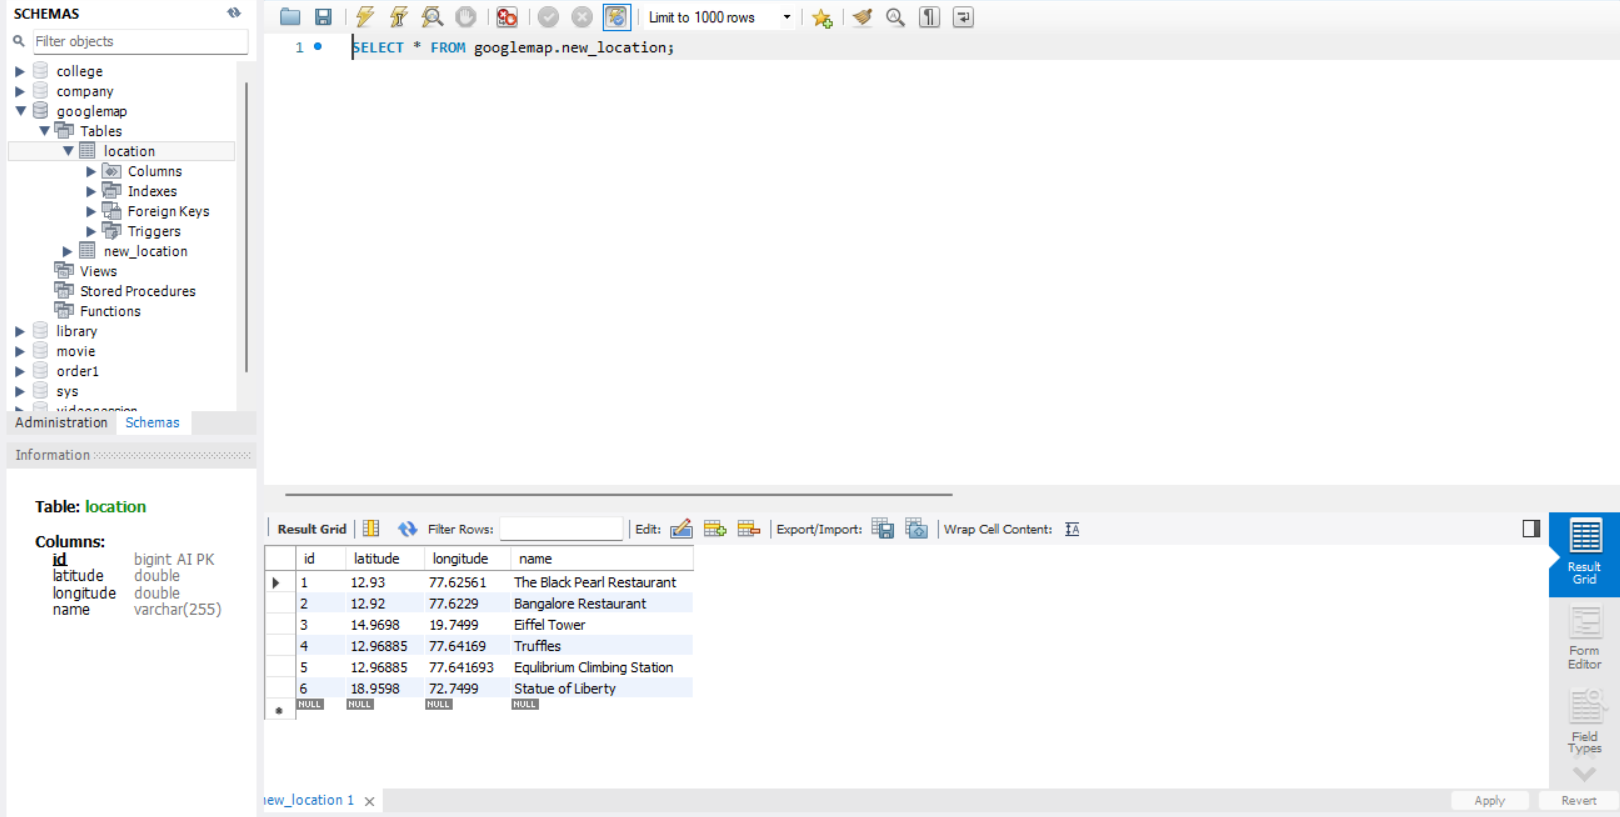 SCHEMAS
Filter objects
college
company
googlemap
Tables
location
Columns
Indexes
Foreign Keys
Triggers
new_location
Views
Stored Procedures
Functions
library
movie
order1
sys
Administration Schemas
Information
Table: location
Columns:
id bigint AI PK
latitude double
longitude double
name varchar(255)
Limit to 1000 rows
1 SELECT * FROM googlemap.new_location;
Result Grid Filter Rows: Edit: Export/Import: Wrap Cell Content:
id latitude longitude name
1 12.93 77.62561 The Black Pearl Restaurant
2 12.92 77.6229 Bangalore Restaurant
3 14.9698 19.7499 Eiffel Tower
4 12.96885 77.64169 Truffles
5 12.96885 77.641693 Equlibrium Climbing Station
6 18.9598 72.7499 Statue of Liberty
NULL NULL NULL NULL
Result
Grid
Form
Editor
Field
Types
new_location 1
Apply Revert